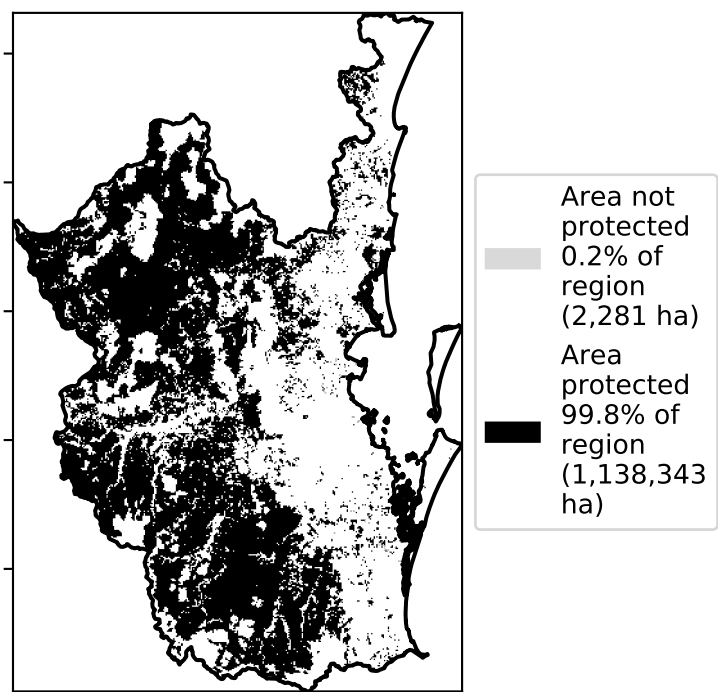 Area not
protected
0.2% of
region
(2,281 ha)
Area
protected
99.8% of
region
(1,138,343
ha)